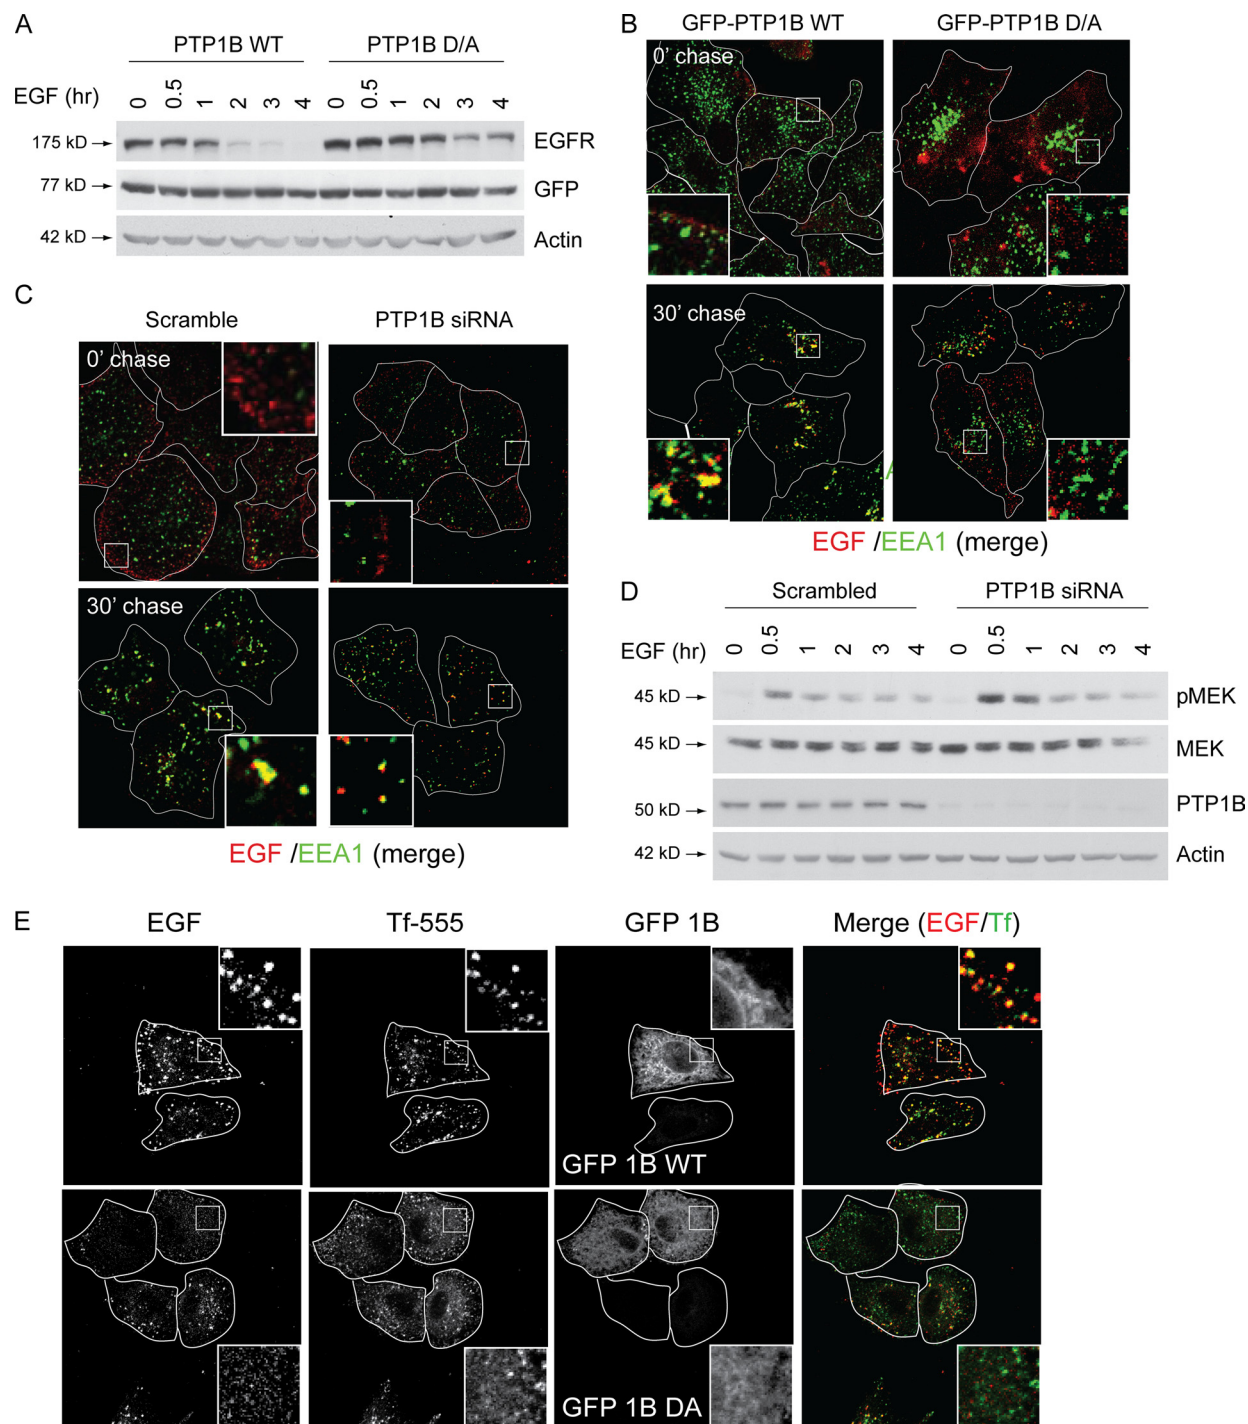 A
PTP1B WT
PTP1B D/A
EGF (hr)
0
0.5
1
2
3
4
0
0.5
1
2
3
4
175 kD
EGFR
77 kD
GFP
42 kD
Actin
B
GFP-PTP1B WT
GFP-PTP1B D/A
0' chase
30' chase
EGF /EEA1 (merge)
C
Scramble
PTP1B siRNA
0' chase
30' chase
EGF /EEA1 (merge)
D
Scrambled
PTP1B siRNA
EGF (hr)
0
0.5
1
2
3
4
0
0.5
1
2
3
4
45 kD
pMEK
45 kD
MEK
50 kD
PTP1B
42 kD
Actin
E
EGF
Tf-555
GFP 1B
Merge (EGF/Tf)
GFP 1B WT
GFP 1B DA